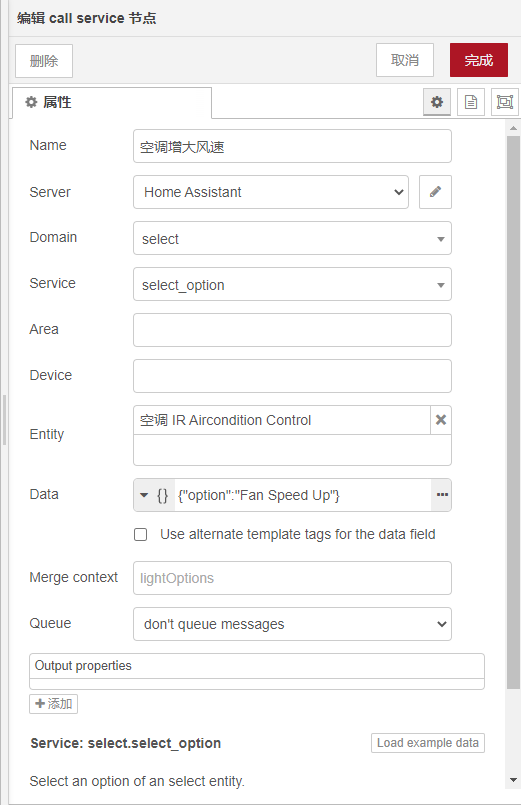 编辑 call service 节点
删除
取消
完成
属性
Name
空调增大风速
Server
Home Assistant
Domain
select
Service
select_option
Area
Device
Entity
空调 IR Aircondition Control
Data
{} {"option":"Fan Speed Up"}
Use alternate template tags for the data field
Merge context
lightOptions
Queue
don't queue messages
Output properties
添加
Service: select.select_option
Load example data
Select an option of an select entity.